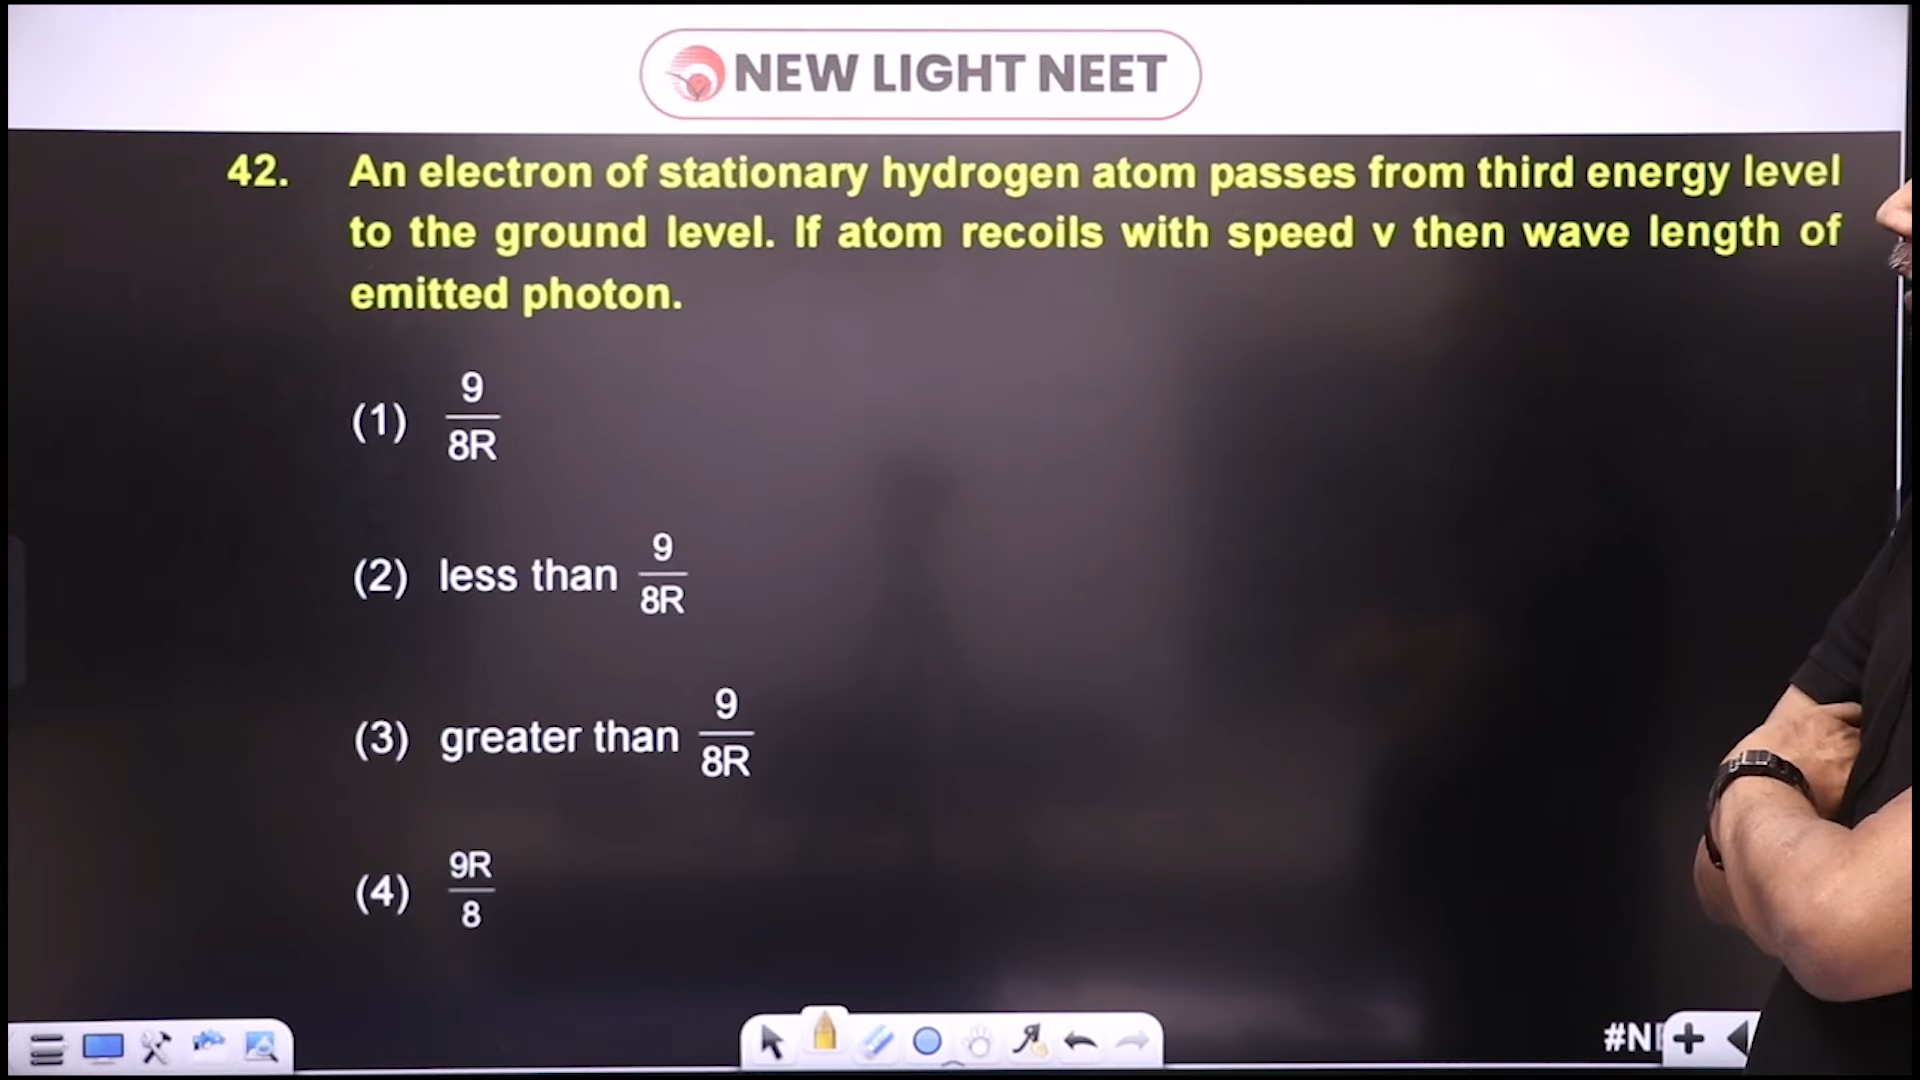 NEW LIGHT NEET
42. An electron of stationary hydrogen atom passes from third energy level
to the ground level. If atom recoils with speed v then wave length of
emitted photon.
(1) 9/8R
(2) less than 9/8R
(3) greater than 9/8R
(4) 9R/8